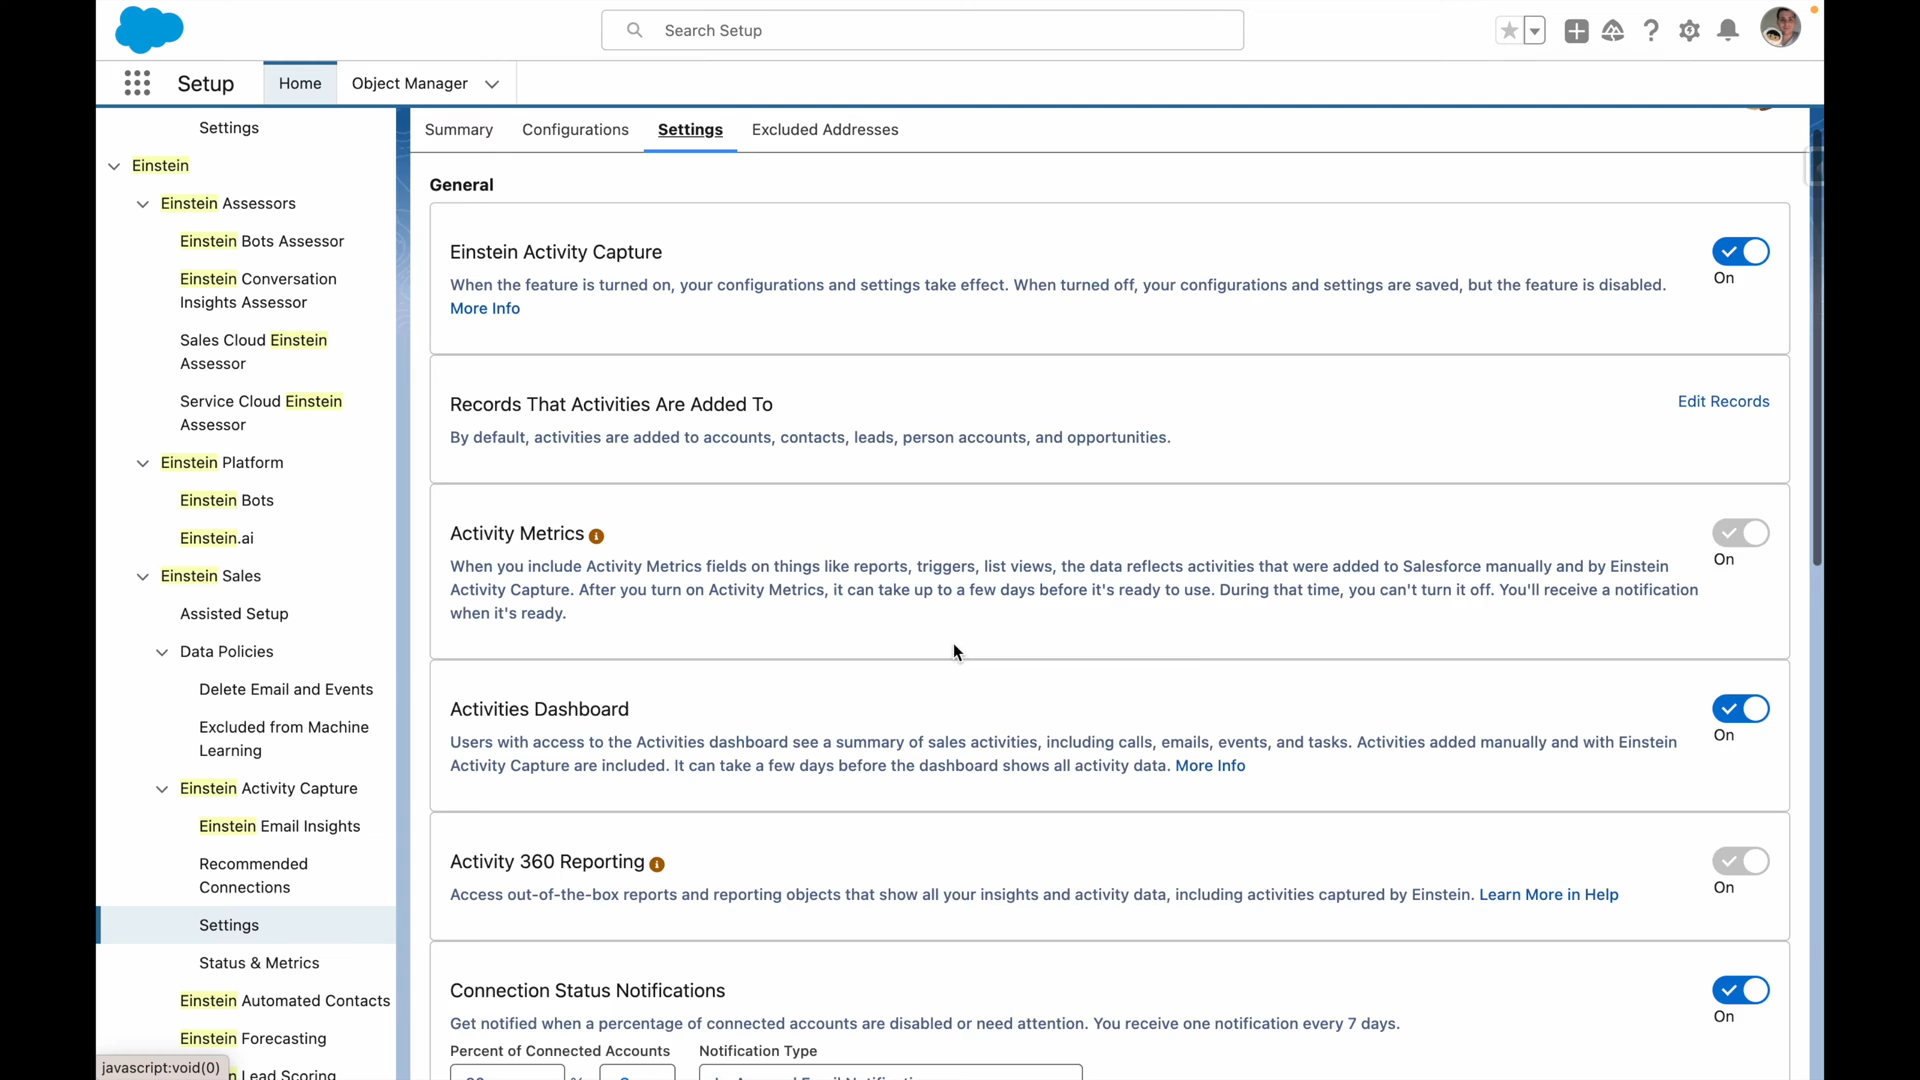 Search Setup
Setup
Home
Object Manager
Settings
Einstein
Einstein Assessors
Einstein Bots Assessor
Einstein Conversation
Insights Assessor
Sales Cloud Einstein
Assessor
Service Cloud Einstein
Assessor
Einstein Platform
Einstein Bots
Einstein.ai
Einstein Sales
Assisted Setup
Data Policies
Delete Email and Events
Excluded from Machine
Learning
Einstein Activity Capture
Einstein Email Insights
Recommended
Connections
Settings
Status & Metrics
Einstein Automated Contacts
Einstein Forecasting
Lead Scoring
javascript:void(0)
Summary
Configurations
Settings
Excluded Addresses
General
Einstein Activity Capture
When the feature is turned on, your configurations and settings take effect. When turned off, your configurations and settings are saved, but the feature is disabled.
More Info
On
Records That Activities Are Added To
Edit Records
By default, activities are added to accounts, contacts, leads, person accounts, and opportunities.
Activity Metrics
When you include Activity Metrics fields on things like reports, triggers, list views, the data reflects activities that were added to Salesforce manually and by Einstein
Activity Capture. After you turn on Activity Metrics, it can take up to a few days before it's ready to use. During that time, you can't turn it off. You'll receive a notification
when it's ready.
On
Activities Dashboard
Users with access to the Activities dashboard see a summary of sales activities, including calls, emails, events, and tasks. Activities added manually and with Einstein
Activity Capture are included. It can take a few days before the dashboard shows all activity data. More Info
On
Activity 360 Reporting
Access out-of-the-box reports and reporting objects that show all your insights and activity data, including activities captured by Einstein. Learn More in Help
On
Connection Status Notifications
Get notified when a percentage of connected accounts are disabled or need attention. You receive one notification every 7 days.
On
Percent of Connected Accounts
Notification Type